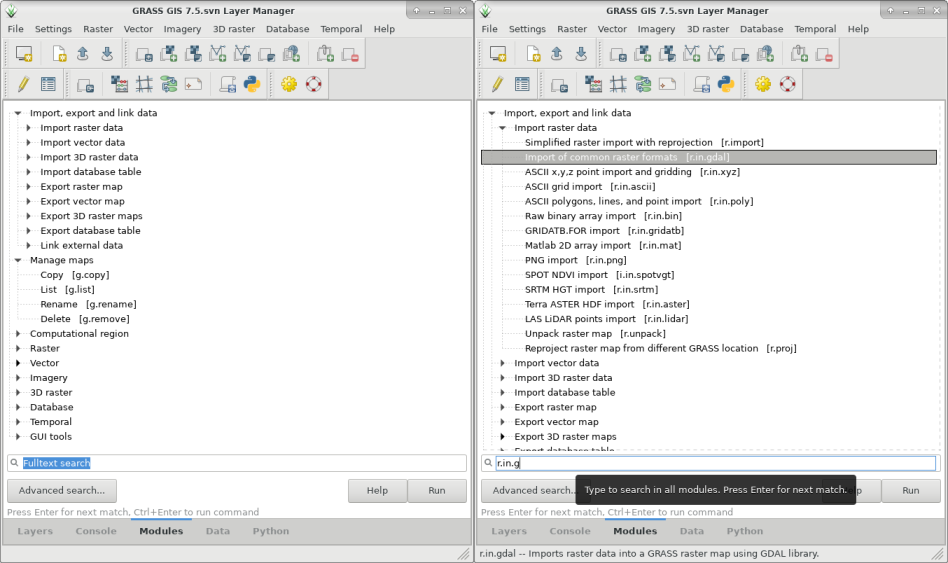 GRASS GIS 7.5.svn Layer Manager
File Settings Raster Vector Imagery 3D raster Database Temporal Help
Import, export and link data
Import raster data
Import vector data
Import 3D raster data
Import database table
Export raster map
Export vector map
Export 3D raster maps
Export database table
Link external data
Manage maps
Copy [g.copy]
List [g.list]
Rename [g.rename]
Delete [g.remove]
Computational region
Raster
Vector
Imagery
3D raster
Database
Temporal
GUI tools
Fulltext search
Advanced search... Help Run
Press Enter for next match, Ctrl+Enter to run command
Layers Console Modules Data Python
GRASS GIS 7.5.svn Layer Manager
File Settings Raster Vector Imagery 3D raster Database Temporal Help
Import, export and link data
Import raster data
Simplified raster import with reprojection [r.import]
Import of common raster formats [r.in.gdal]
ASCII x,y,z point import and gridding [r.in.xyz]
ASCII grid import [r.in.ascii]
ASCII polygons, lines, and point import [r.in.poly]
Raw binary array import [r.in.bin]
GRIDATB.FOR import [r.in.gridatb]
Matlab 2D array import [r.in.mat]
PNG import [r.in.png]
SPOT NDVI import [i.in.spotvgt]
SRTM HGT import [r.in.srtm]
Terra ASTER HDF import [r.in.aster]
LAS LiDAR points import [r.in.lidar]
Unpack raster map [r.unpack]
Reproject raster map from different GRASS location [r.proj]
Import vector data
Import 3D raster data
Import database table
Export raster map
Export vector map
Export 3D raster maps
Export database table
r.in.g
Advanced search... Run
Type to search in all modules. Press Enter for next match.
Press Enter for next match, Ctrl+Enter to run command
Layers Console Modules Data Python
r.in.gdal -- Imports raster data into a GRASS raster map using GDAL library.